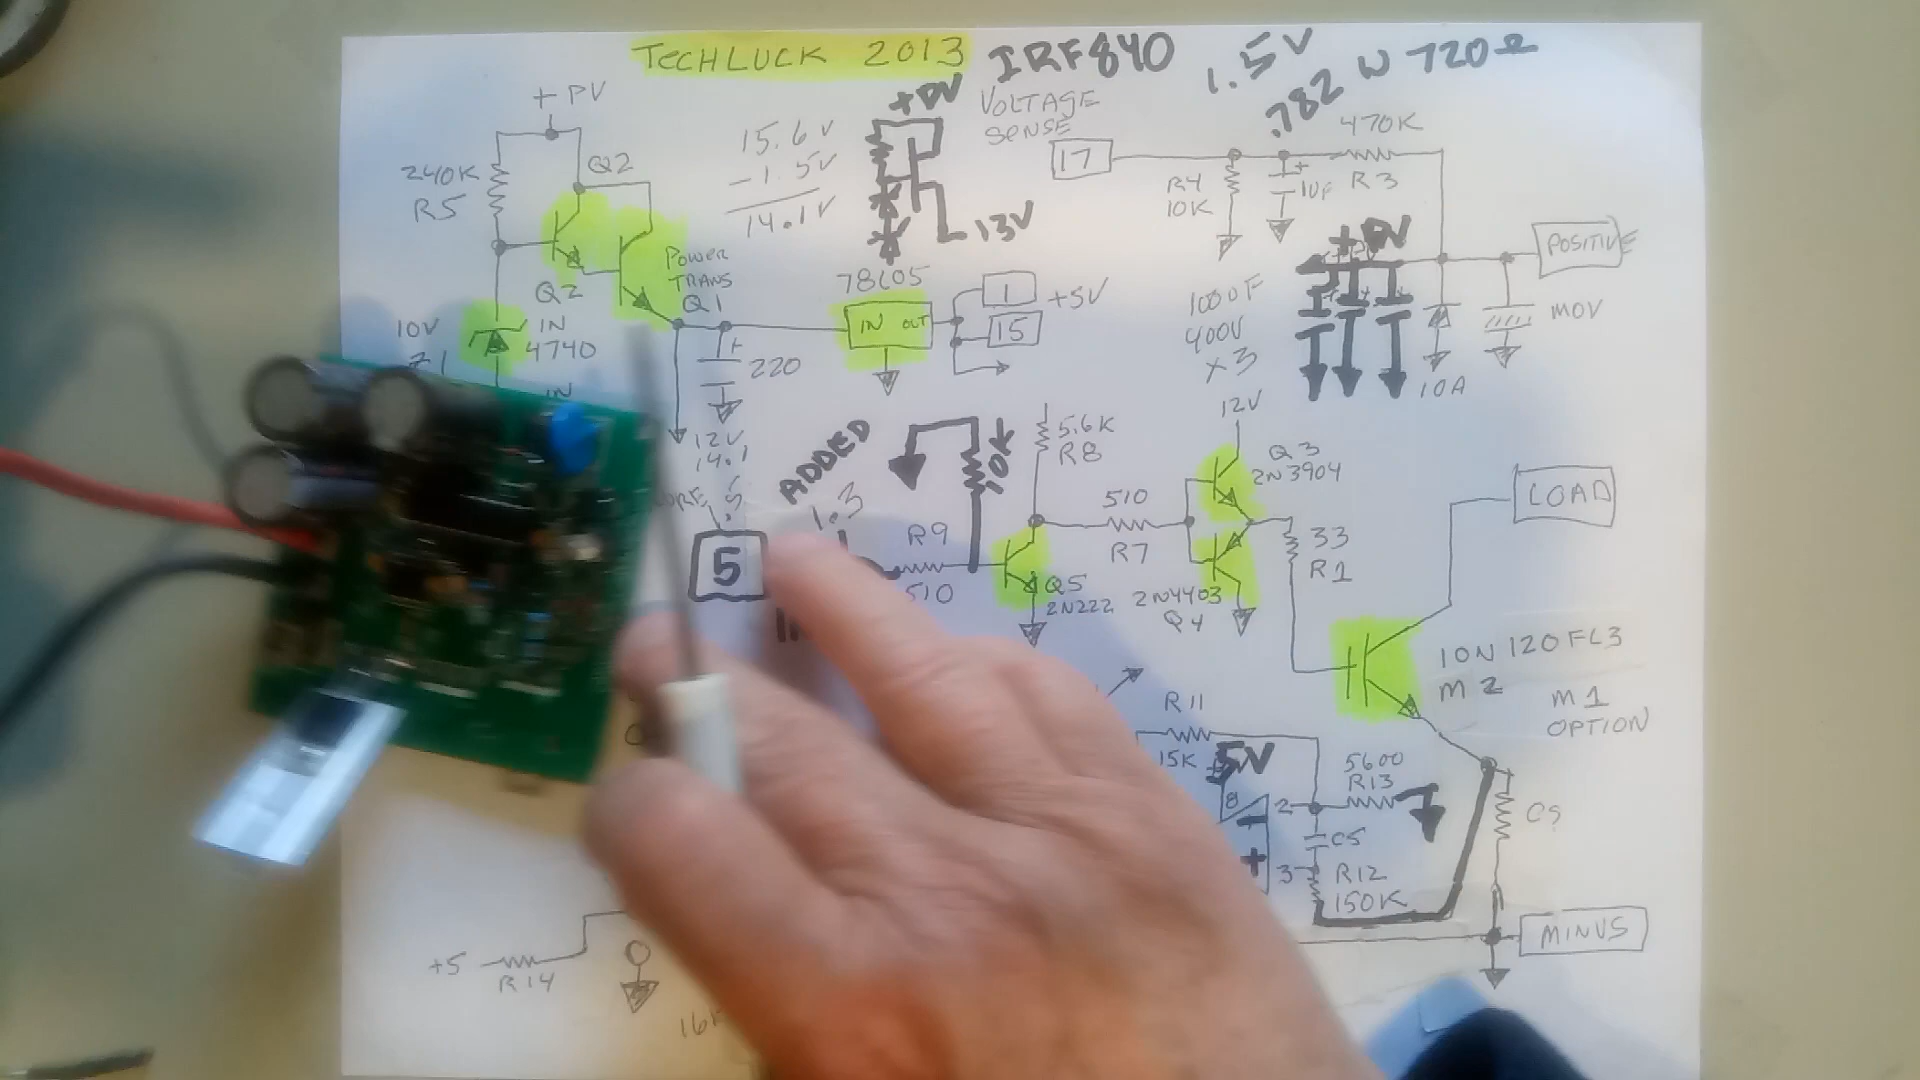 TECHLUCK 2013
IRF840
1.5V
.782 W 720Ω
+PV
240K
R5
Q2
Q2
10V
Z1
1N
4740
1N
POWER
TRANS
Q1
220
12V
14.1
15.6V
-1.5V
14.1V
+PV
13V
VOLTAGE
SENSE
17
R4
10K
1UF
470K
R3
+PV
POSITIVE
MOV
10A
400V
X3
78L05
IN OUT
1
15
+5V
ADDED
1.3
5
10K
R9
510
5.6K
R8
Q5
2N222
510
R7
12V
Q3
2N3904
2N4403
Q4
33
R1
LOAD
10N120FL3
M2
M1
OPTION
R11
15K
+5V
8
2
3
5600
R13
C5
R12
150K
MINUS
+5
R14